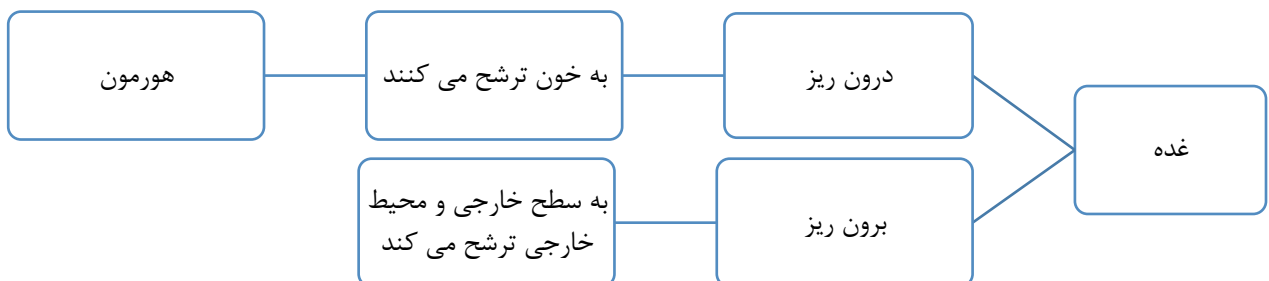 غده
درون ریز
به خون ترشح می کنند
هورمون
برون ریز
به سطح خارجی و محیط
خارجی ترشح می کند